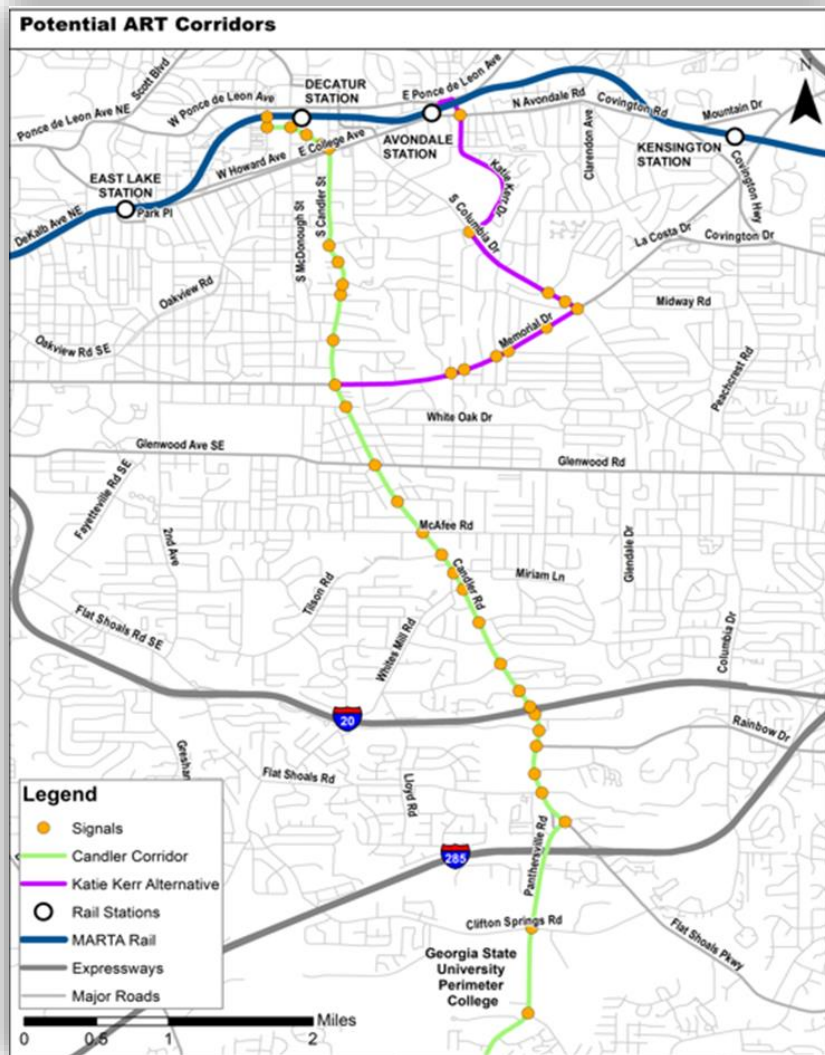 Potential ART Corridors
N
Scott Blvd
E Ponce de Leon Ave
DECATUR
STATION
W Ponce de Leon Ave
Ponce de Leon Ave NE
N Avondale Rd
Covington Rd
Mountain Dr
AVONDALE
STATION
E College Ave
W Howard Ave
KENSINGTON
STATION
Clarendon Ave
EAST LAKE
STATION
Park Pl
DeKalb Ave NE
Katie Kerr Dr
Covington Hwy
S Candler St
S McDonough St
S Columbia Dr
La Costa Dr
Covington Dr
Oakview Rd
Midway Rd
Memorial Dr
Oakview Rd SE
Peachcrest Rd
White Oak Dr
Glenwood Ave SE
Glenwood Rd
Fayetteville Rd SE
2nd Ave
McAfee Rd
Glendale Dr
Candler Rd
Miriam Ln
Tilson Rd
Whites Mill Rd
Flat Shoals Rd SE
Columbia Dr
20
Rainbow Dr
Gresham
Flat Shoals Rd
Lloyd Rd
Panthersville Rd
285
Clifton Springs Rd
Flat Shoals Pkwy
Georgia State
University
Perimeter
College
Legend
Signals
Candler Corridor
Katie Kerr Alternative
Rail Stations
MARTA Rail
Expressways
Major Roads
Miles
0 0.5 1 2